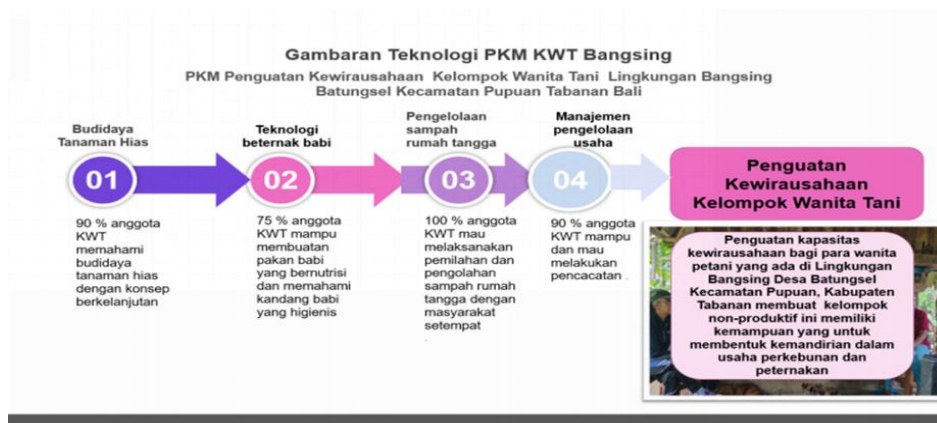 Gambaran Teknologi PKM KWT Bangsing
PKM Penguatan Kewirausahaan Kelompok Wanita Tani Lingkungan Bangsing
Batungsel Kecamatan Pupuan Tabanan Bali
Budidaya
Tanaman Hias
01
90 % anggota
KWT
memahami
budidaya
tanaman hias
dengan konsep
berkelanjutan
Teknologi
beternak babi
02
75 % anggota
KWT mampu
membuatan
pakan babi
yang bernutrisi
dan memahami
kandang babi
yang higienis
Pengelolaan
sampah
rumah tangga
03
100 % anggota
KWT mau
melaksanakan
pemilahan dan
pengolahan
sampah rumah
tangga dengan
masyarakat
setempat
.
Manajemen
pengelolaan
usaha
04
90 % anggota
KWT mampu
dan mau
melakukan
pencacatan .
Penguatan
Kewirausahaan
Kelompok Wanita Tani
Penguatan kapasitas
kewirausahaan bagi para wanita
petani yang ada di Lingkungan
Bangsing Desa Batungsel
Kecamatan Pupuan, Kabupaten
Tabanan membuat kelompok
non-produktif ini memiliki
kemampuan yang untuk
membentuk kemandirian dalam
usaha perkebunan dan
peternakan